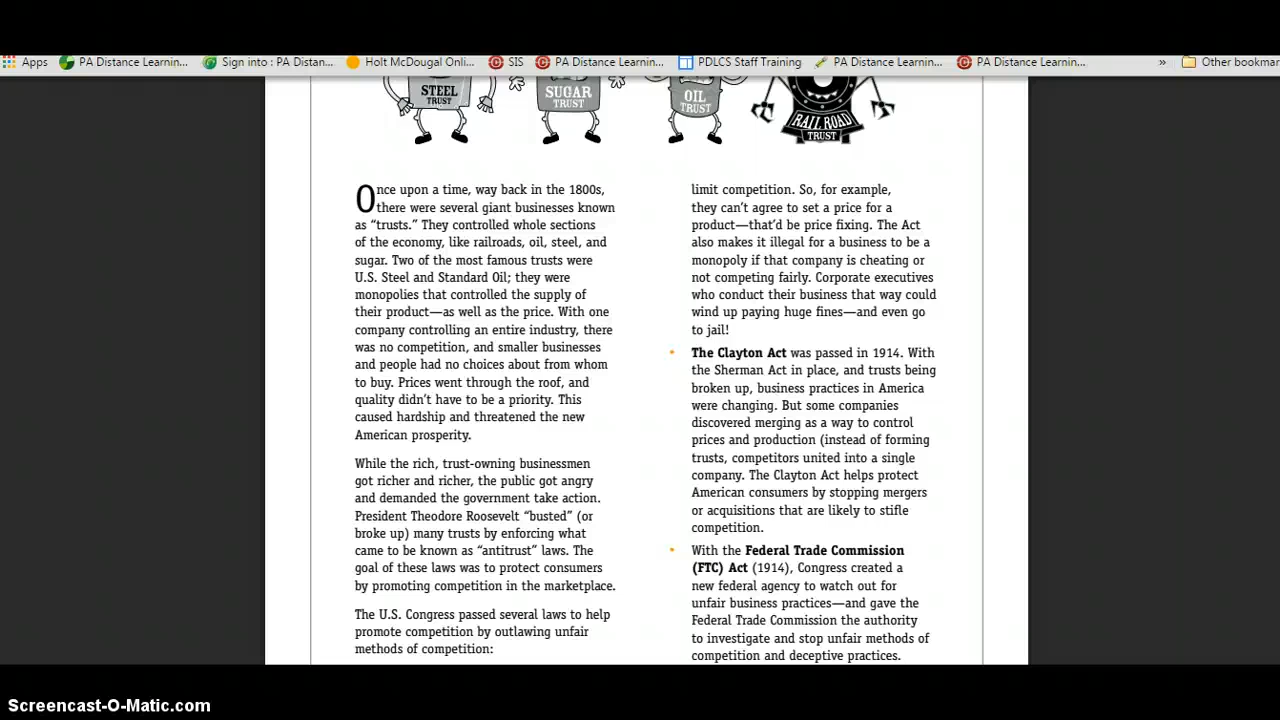 Apps
PA Distance Learnin...
Sign into : PA Distan...
Holt McDougal Onli...
SIS
PA Distance Learnin...
PDLCS Staff Training
PA Distance Learnin...
PA Distance Learnin...
»
Other bookmar
STEEL
TRUST
SUGAR
TRUST
OIL
TRUST
RAILROAD
TRUST
Once upon a time, way back in the 1800s,
there were several giant businesses known
as “trusts.” They controlled whole sections
of the economy, like railroads, oil, steel, and
sugar. Two of the most famous trusts were
U.S. Steel and Standard Oil; they were
monopolies that controlled the supply of
their product—as well as the price. With one
company controlling an entire industry, there
was no competition, and smaller businesses
and people had no choices about from whom
to buy. Prices went through the roof, and
quality didn’t have to be a priority. This
caused hardship and threatened the new
American prosperity.
While the rich, trust-owning businessmen
got richer and richer, the public got angry
and demanded the government take action.
President Theodore Roosevelt “busted” (or
broke up) many trusts by enforcing what
came to be known as “antitrust” laws. The
goal of these laws was to protect consumers
by promoting competition in the marketplace.
The U.S. Congress passed several laws to help
promote competition by outlawing unfair
methods of competition:
limit competition. So, for example,
they can’t agree to set a price for a
product—that’d be price fixing. The Act
also makes it illegal for a business to be a
monopoly if that company is cheating or
not competing fairly. Corporate executives
who conduct their business that way could
wind up paying huge fines—and even go
to jail!
• The Clayton Act was passed in 1914. With
the Sherman Act in place, and trusts being
broken up, business practices in America
were changing. But some companies
discovered merging as a way to control
prices and production (instead of forming
trusts, competitors united into a single
company. The Clayton Act helps protect
American consumers by stopping mergers
or acquisitions that are likely to stifle
competition.
• With the Federal Trade Commission
(FTC) Act (1914), Congress created a
new federal agency to watch out for
unfair business practices—and gave the
Federal Trade Commission the authority
to investigate and stop unfair methods of
competition and deceptive practices.
Screencast-O-Matic.com